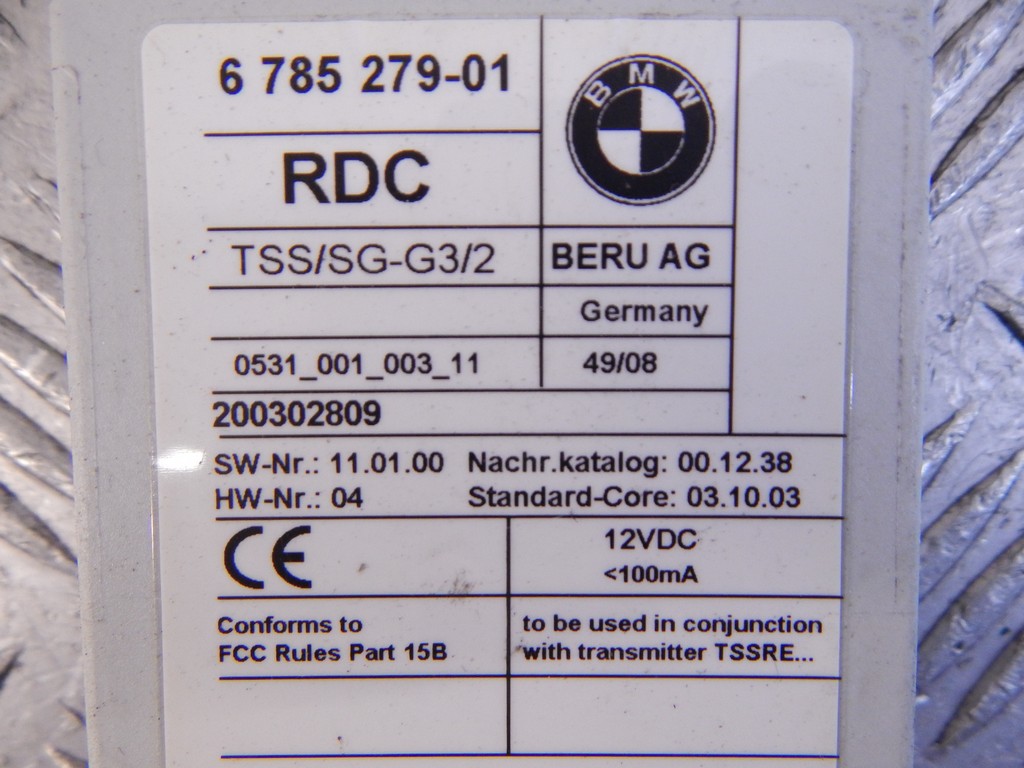 6 785 279-01
BMW
RDC
TSS/SG-G3/2
BERU AG
Germany
0531_001_003_11
49/08
200302809
SW-Nr.: 11.01.00 Nachr.katalog: 00.12.38
HW-Nr.: 04 Standard-Core: 03.10.03
CE
12VDC
<100mA
Conforms to
FCC Rules Part 15B
to be used in conjunction
with transmitter TSSRE...